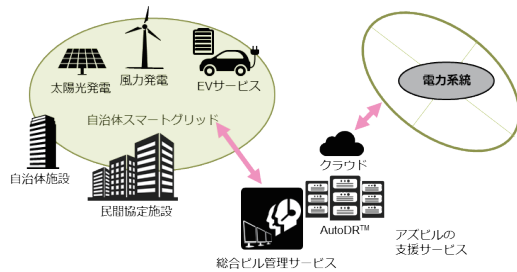 太陽光発電
風力発電
EVサービス
自治体スマートグリッド
自治体施設
民間協定施設
電力系統
クラウド
AutoDR™
総合ビル管理サービス
アズビルの
支援サービス